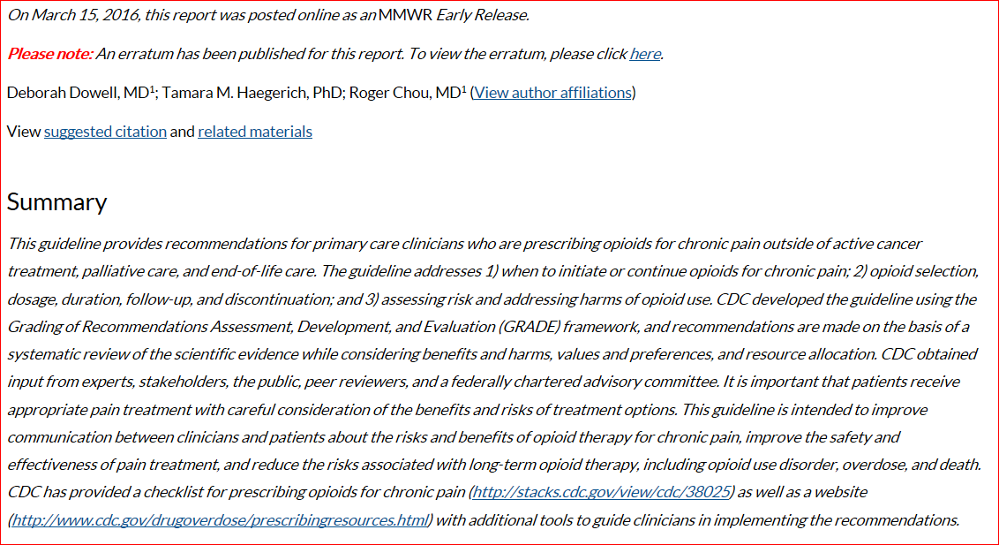 On March 15, 2016, this report was posted online as an MMWR Early Release.
Please note: An erratum has been published for this report. To view the erratum, please click here.
Deborah Dowell, MD1; Tamara M. Haegerich, PhD; Roger Chou, MD1 (View author affiliations)
View suggested citation and related materials
Summary
This guideline provides recommendations for primary care clinicians who are prescribing opioids for chronic pain outside of active cancer
treatment, palliative care, and end-of-life care. The guideline addresses 1) when to initiate or continue opioids for chronic pain; 2) opioid selection,
dosage, duration, follow-up, and discontinuation; and 3) assessing risk and addressing harms of opioid use. CDC developed the guideline using the
Grading of Recommendations Assessment, Development, and Evaluation (GRADE) framework, and recommendations are made on the basis of a
systematic review of the scientific evidence while considering benefits and harms, values and preferences, and resource allocation. CDC obtained
input from experts, stakeholders, the public, peer reviewers, and a federally chartered advisory committee. It is important that patients receive
appropriate pain treatment with careful consideration of the benefits and risks of treatment options. This guideline is intended to improve
communication between clinicians and patients about the risks and benefits of opioid therapy for chronic pain, improve the safety and
effectiveness of pain treatment, and reduce the risks associated with long-term opioid therapy, including opioid use disorder, overdose, and death.
CDC has provided a checklist for prescribing opioids for chronic pain (http://stacks.cdc.gov/view/cdc/38025) as well as a website
(http://www.cdc.gov/drugoverdose/prescribingresources.html) with additional tools to guide clinicians in implementing the recommendations.